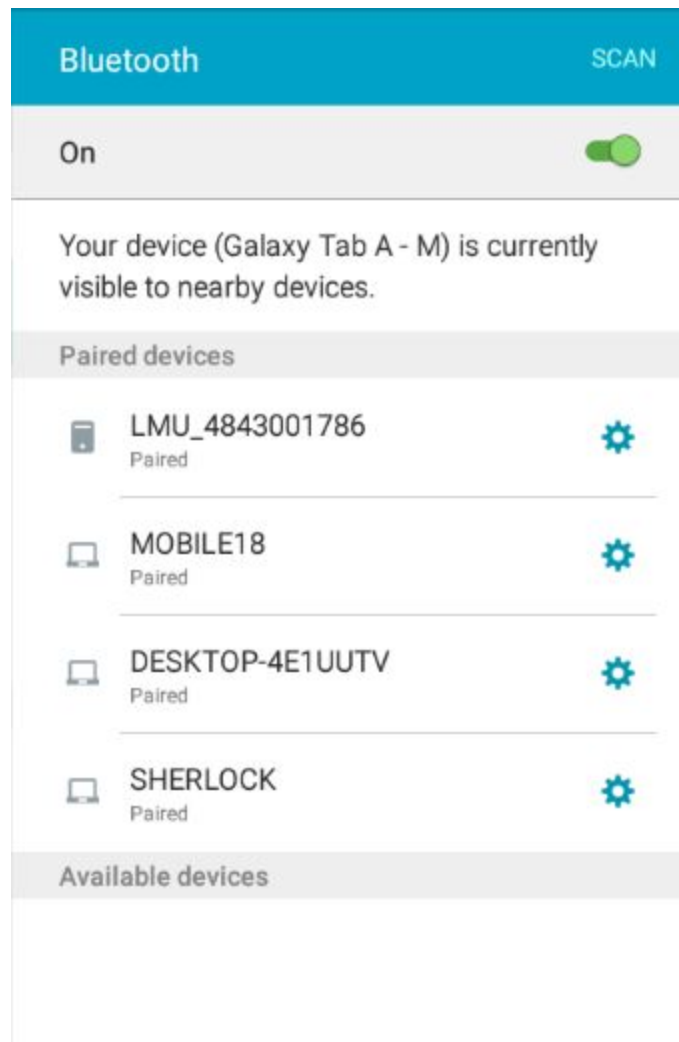 Bluetooth SCAN
On
Your device (Galaxy Tab A - M) is currently
visible to nearby devices.
Paired devices
LMU_4843001786
Paired
MOBILE18
Paired
DESKTOP-4E1UUTV
Paired
SHERLOCK
Paired
Available devices